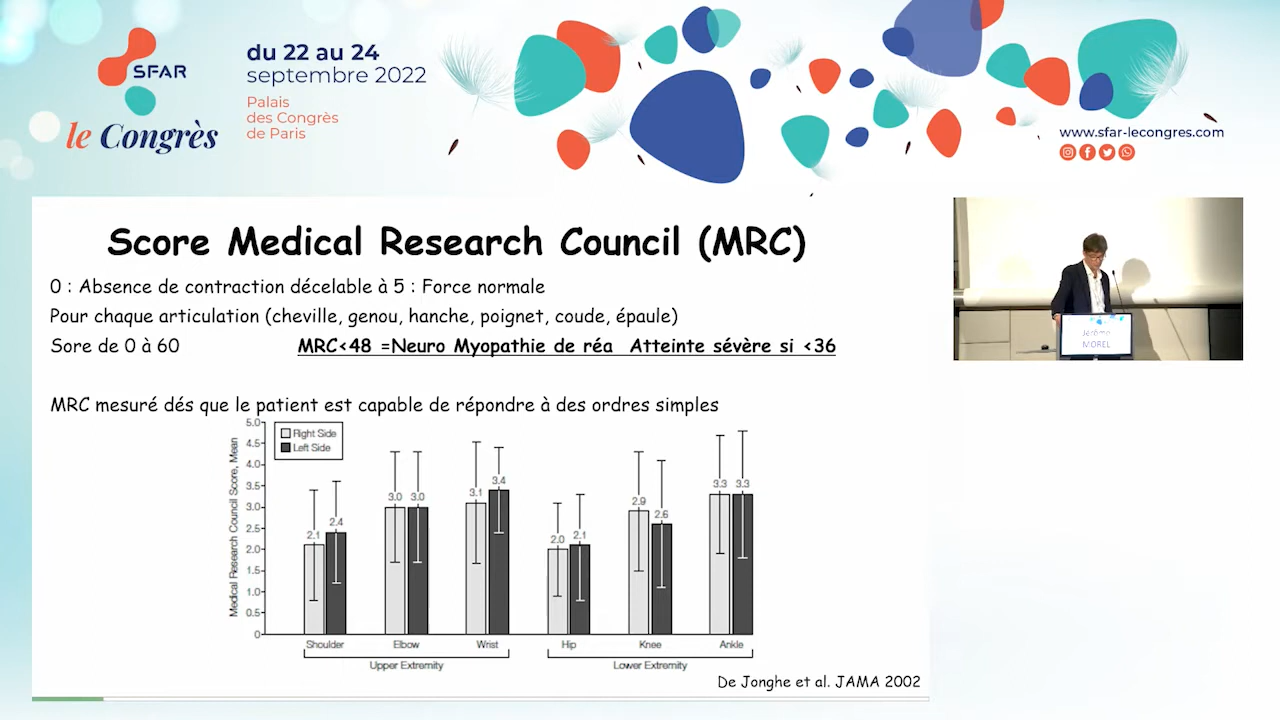 SFAR
le Congrès
du 22 au 24
septembre 2022
Palais
des Congrès
de Paris
www.sfar-lecongres.com
Score Medical Research Council (MRC)
0 : Absence de contraction décelable à 5 : Force normale
Pour chaque articulation (cheville, genou, hanche, poignet, coude, épaule)
Sore de 0 à 60 MRC<48 =Neuro Myopathie de réa Atteinte sévère si <36
MRC mesuré dés que le patient est capable de répondre à des ordres simples
Medical Research Council Score, Mean
5.0
4.5
4.0
3.5
3.0
2.5
2.0
1.5
1.0
0.5
0
Right Side
Left Side
2.1 2.4 3.0 3.0 3.1 3.4 2.0 2.1 2.9 2.6 3.3 3.3
Shoulder Elbow Wrist Hip Knee Ankle
Upper Extremity Lower Extremity
De Jonghe et al. JAMA 2002
Jérôme
MOREL